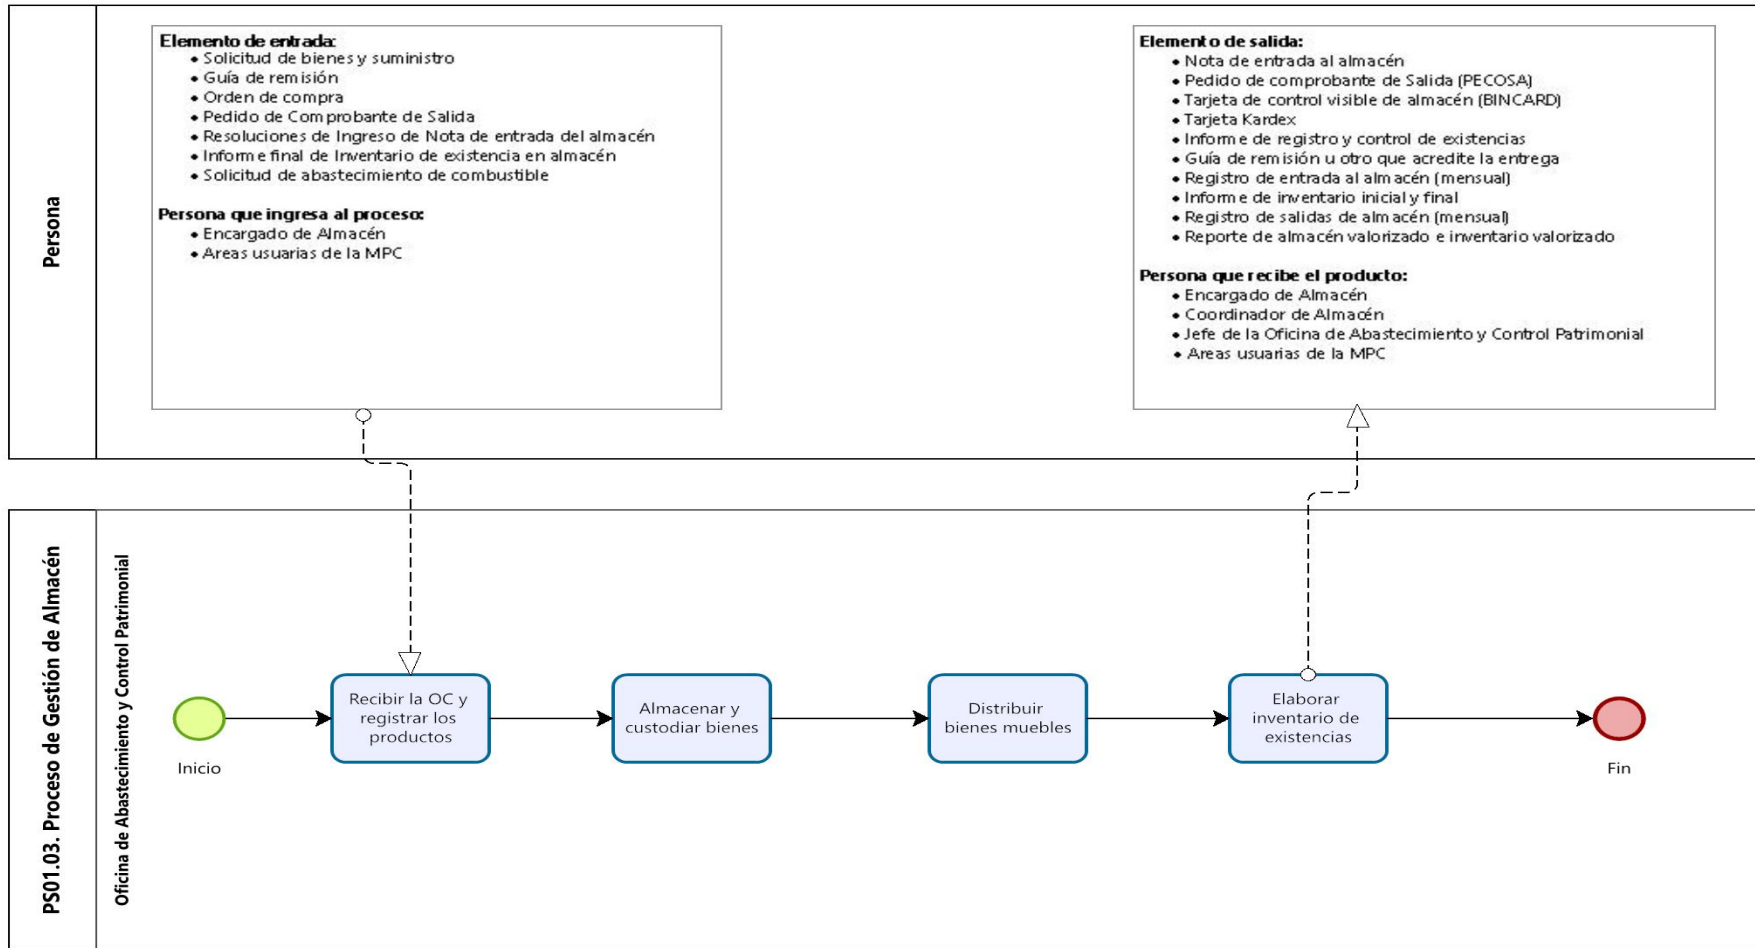 Persona
Elemento de entrada:
• Solicitud de bienes y suministro
• Guía de remisión
• Orden de compra
• Pedido de Comprobante de Salida
• Resoluciones de Ingreso de Nota de entrada del almacén
• Informe final de Inventario de existencia en almacén
• Solicitud de abastecimiento de combustible
Persona que ingresa al proceso:
• Encargado de Almacén
• Areas usuarias de la MPC
Elemento de salida:
• Nota de entrada al almacén
• Pedido de comprobante de Salida (PECOSA)
• Tarjeta de control visible de almacén (BINCARD)
• Tarjeta Kardex
• Informe de registro y control de existencias
• Guía de remisión u otro que acredite la entrega
• Registro de entrada al almacén (mensual)
• Informe de inventario inicial y final
• Registro de salidas de almacén (mensual)
• Reporte de almacén valorizado e inventario valorizado
Persona que recibe el producto:
• Encargado de Almacén
• Coordinador de Almacén
• Jefe de la Oficina de Abastecimiento y Control Patrimonial
• Areas usuarias de la MPC
PS01.03. Proceso de Gestión de Almacén
Oficina de Abastecimiento y Control Patrimonial
Inicio
Recibir la OC y
registrar los
productos
Almacenar y
custodiar bienes
Distribuir
bienes muebles
Elaborar
inventario de
existencias
Fin